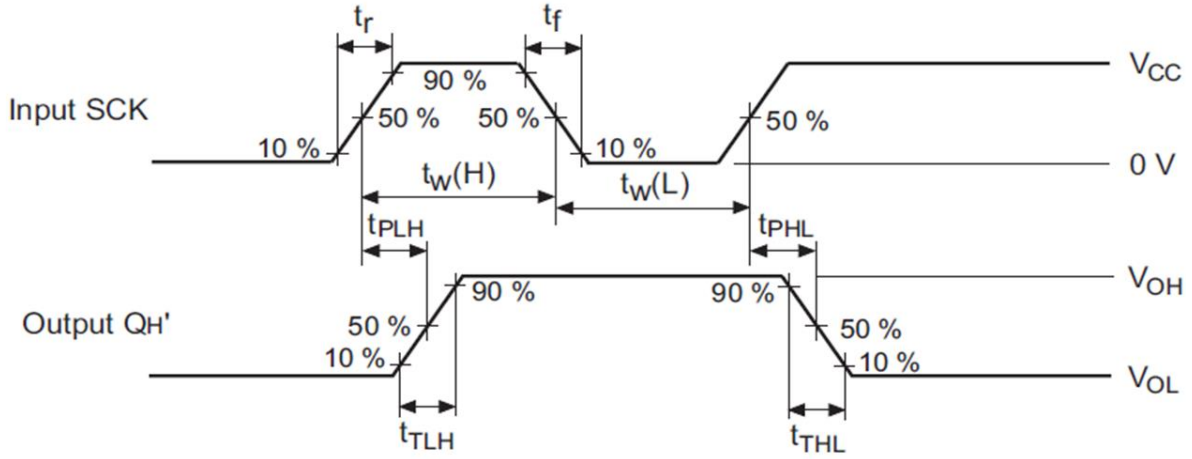 tr
tf
VCC
90 %
Input SCK
50 %
50 %
50 %
10 %
10 %
0 V
tW(H)
tW(L)
tPLH
tPHL
VOH
90 %
90 %
Output QH'
50 %
50 %
10 %
10 %
VOL
tTLH
tTHL